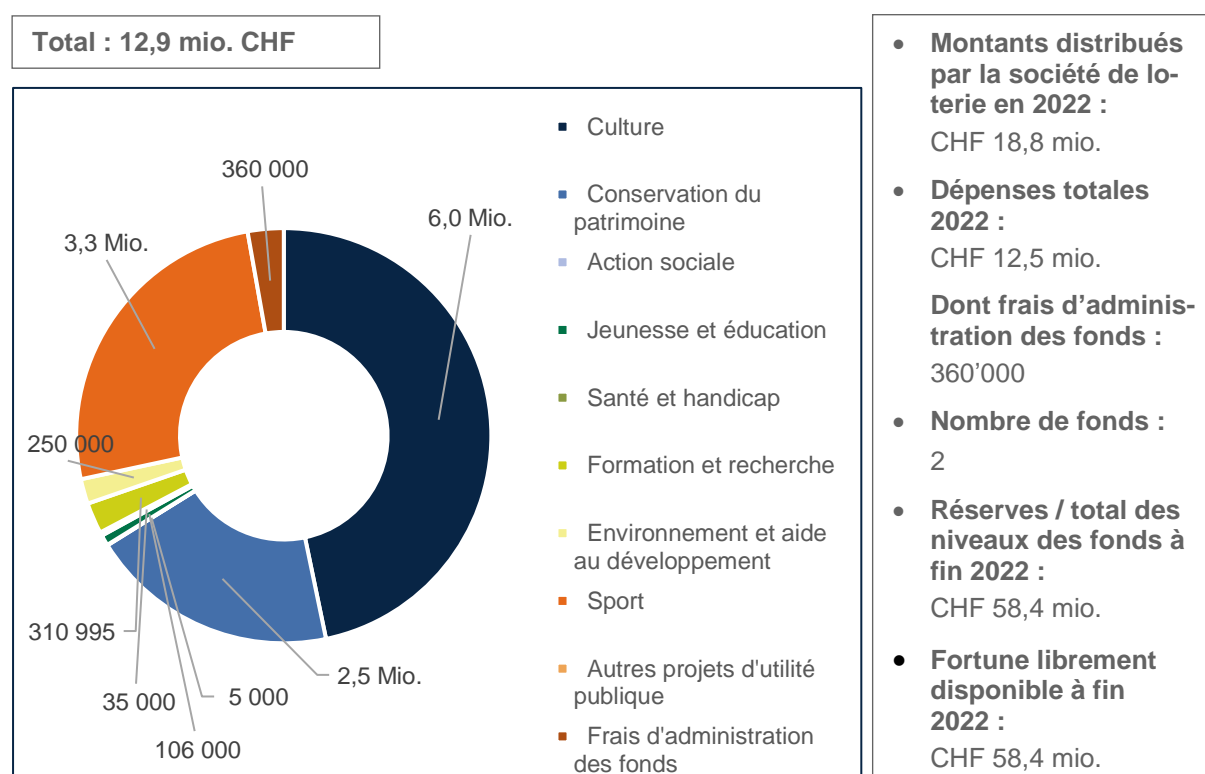 Total : 12,9 mio. CHF
360 000
6,0 Mio.
3,3 Mio.
250 000
310 995
35 000
106 000
5 000
2,5 Mio.
Culture
Conservation du
patrimoine
Action sociale
Jeunesse et éducation
Santé et handicap
Formation et recherche
Environnement et aide
au développement
Sport
Autres projets d'utilité
publique
Frais d'administration
des fonds
• Montants distribués
par la société de lo-
terie en 2022 :
CHF 18,8 mio.
• Dépenses totales
2022 :
CHF 12,5 mio.
Dont frais d’adminis-
tration des fonds :
360’000
• Nombre de fonds :
2
• Réserves / total des
niveaux des fonds à
fin 2022 :
CHF 58,4 mio.
• Fortune librement
disponible à fin
2022 :
CHF 58,4 mio.